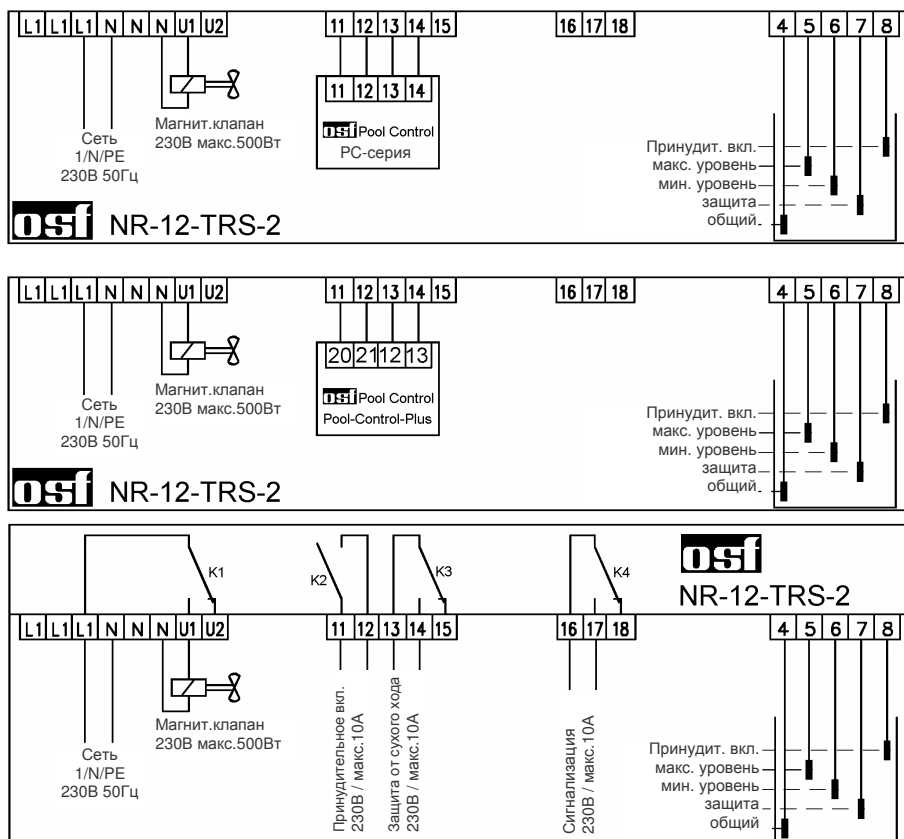 L1 L1 L1 N N N U1 U2 11 12 13 14 15 16 17 18 4 5 6 7 8
11 12 13 14
osf Pool Control
PC-серия
Сеть
1/N/PE
230В 50Гц
Магнит.клапан
230В макс.500Вт
Принудит. вкл.
макс. уровень
мин. уровень
защита
общий
osf NR-12-TRS-2
L1 L1 L1 N N N U1 U2 11 12 13 14 15 16 17 18 4 5 6 7 8
20 21 12 13
osf Pool Control
Pool-Control-Plus
Сеть
1/N/PE
230В 50Гц
Магнит.клапан
230В макс.500Вт
Принудит. вкл.
макс. уровень
мин. уровень
защита
общий
osf NR-12-TRS-2
K1 K2 K3 K4
osf
NR-12-TRS-2
L1 L1 L1 N N N U1 U2 11 12 13 14 15 16 17 18 4 5 6 7 8
Сеть
1/N/PE
230В 50Гц
Магнит.клапан
230В макс.500Вт
Принудительное вкл.
230В / макс.10А
Защита от сухого хода
230В / макс.10А
Сигнализация
230В / макс.10А
Принудит. вкл.
макс. уровень
мин. уровень
защита
общий